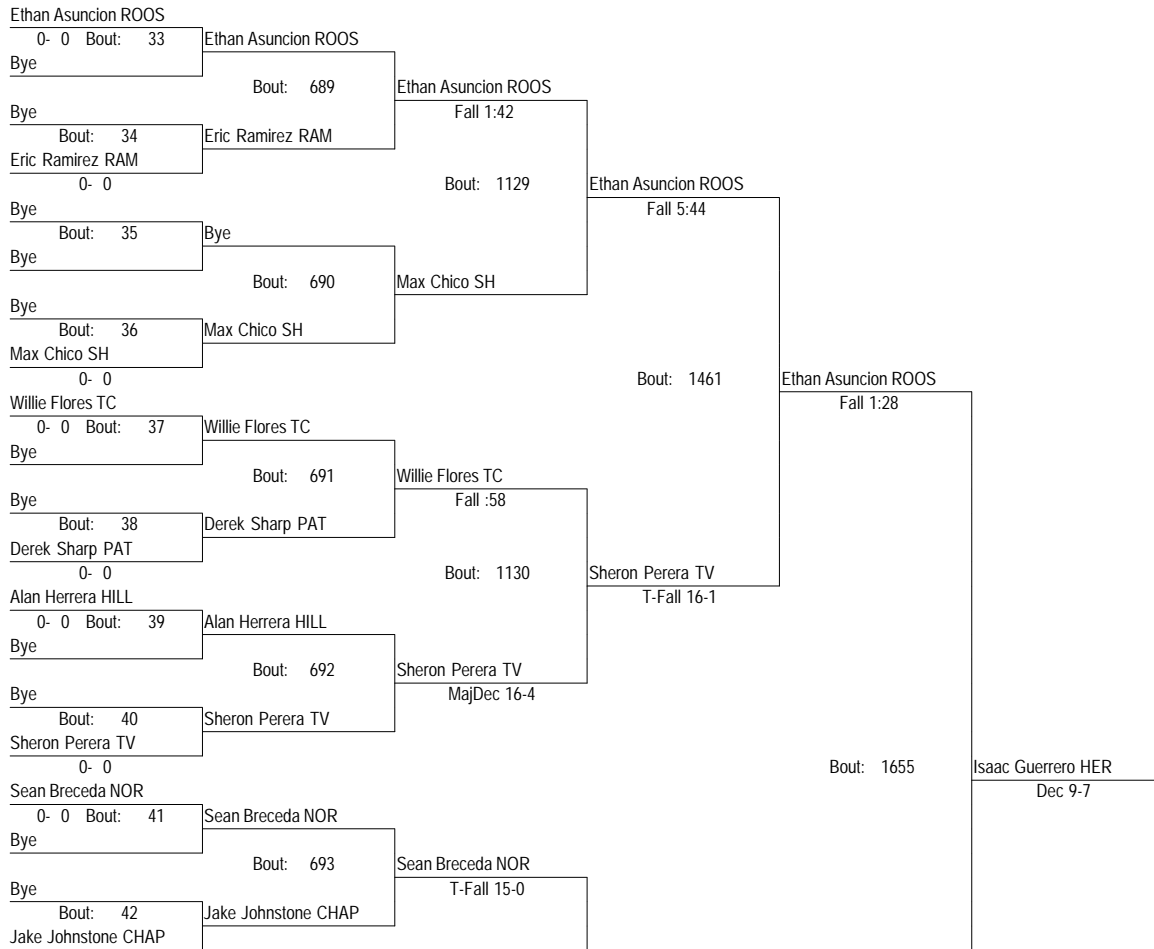 Ethan Asuncion ROOS
0- 0 Bout: 33
Ethan Asuncion ROOS
Bye
Bout: 689
Ethan Asuncion ROOS
Bye
Fall 1:42
Bout: 34
Eric Ramirez RAM
Eric Ramirez RAM
0- 0
Bout: 1129
Ethan Asuncion ROOS
Bye
Fall 5:44
Bout: 35
Bye
Bye
Bout: 690
Max Chico SH
Bye
Bout: 36
Max Chico SH
Max Chico SH
0- 0
Bout: 1461
Ethan Asuncion ROOS
Willie Flores TC
Fall 1:28
0- 0 Bout: 37
Willie Flores TC
Bye
Bout: 691
Willie Flores TC
Bye
Fall :58
Bout: 38
Derek Sharp PAT
Derek Sharp PAT
0- 0
Bout: 1130
Sheron Perera TV
Alan Herrera HILL
T-Fall 16-1
0- 0 Bout: 39
Alan Herrera HILL
Bye
Bout: 692
Sheron Perera TV
Bye
MajDec 16-4
Bout: 40
Sheron Perera TV
Sheron Perera TV
0- 0
Bout: 1655
Isaac Guerrero HER
Sean Breceda NOR
Dec 9-7
0- 0 Bout: 41
Sean Breceda NOR
Bye
Bout: 693
Sean Breceda NOR
Bye
T-Fall 15-0
Bout: 42
Jake Johnstone CHAP
Jake Johnstone CHAP